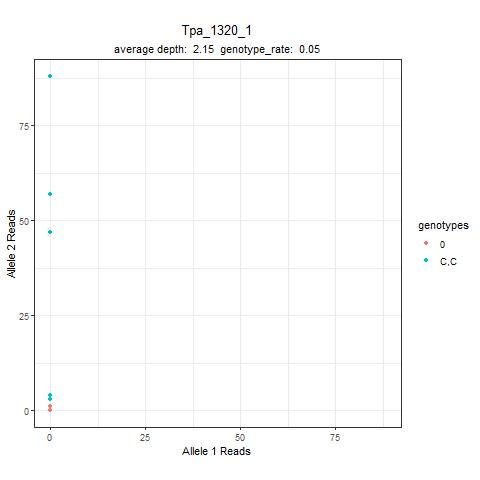 Tpa_1320_1
average depth: 2.15 genotype_rate: 0.05
75
50
25
0
Allele 2 Reads
0 25 50 75
Allele 1 Reads
genotypes
0
C,C